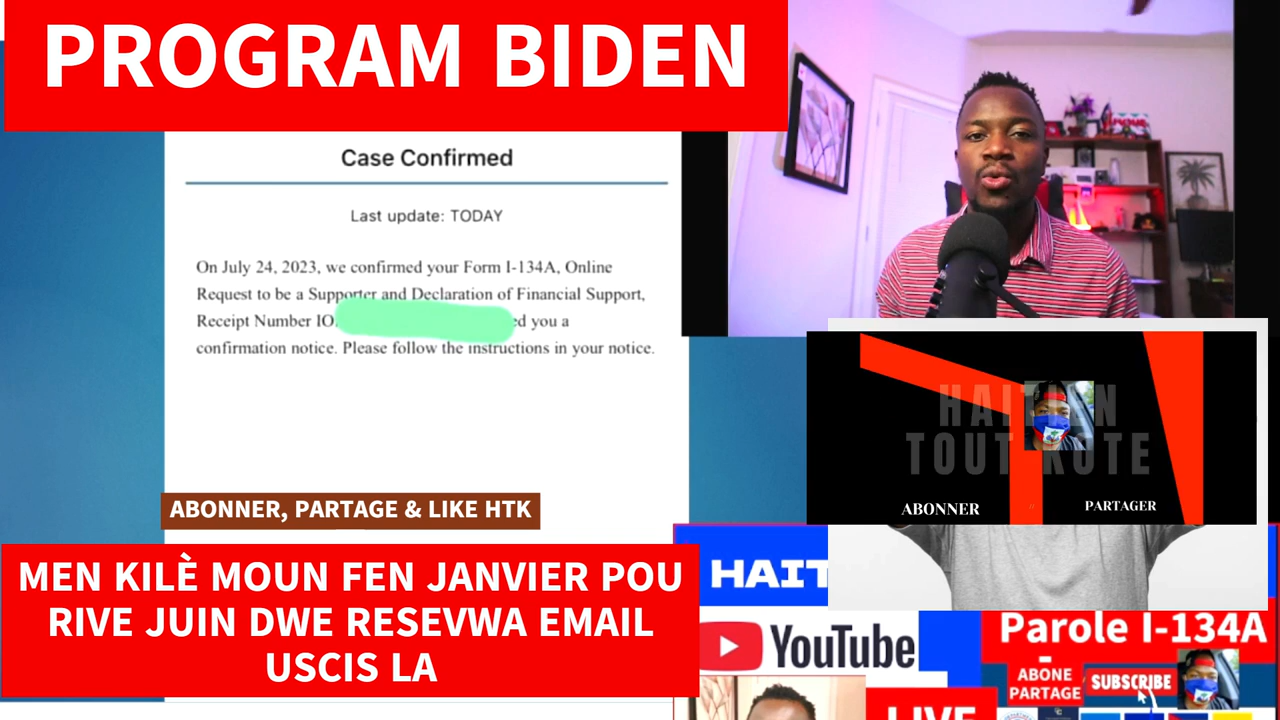 PROGRAM BIDEN
Case Confirmed
Last update: TODAY
On July 24, 2023, we confirmed your Form I-134A, Online
Request to be a Supporter and Declaration of Financial Support,
Receipt Number IO ed you a
confirmation notice. Please follow the instructions in your notice.
ABONNER, PARTAGE & LIKE HTK
MEN KILÈ MOUN FEN JANVIER POU
RIVE JUIN DWE RESEVWA EMAIL
USCIS LA
HAITIEN
TOUT KOTE
ABONNER
PARTAGER
HAIT
YouTube
Parole I-134A
ABONE
PARTAGE
SUBSCRIBE
LIVE